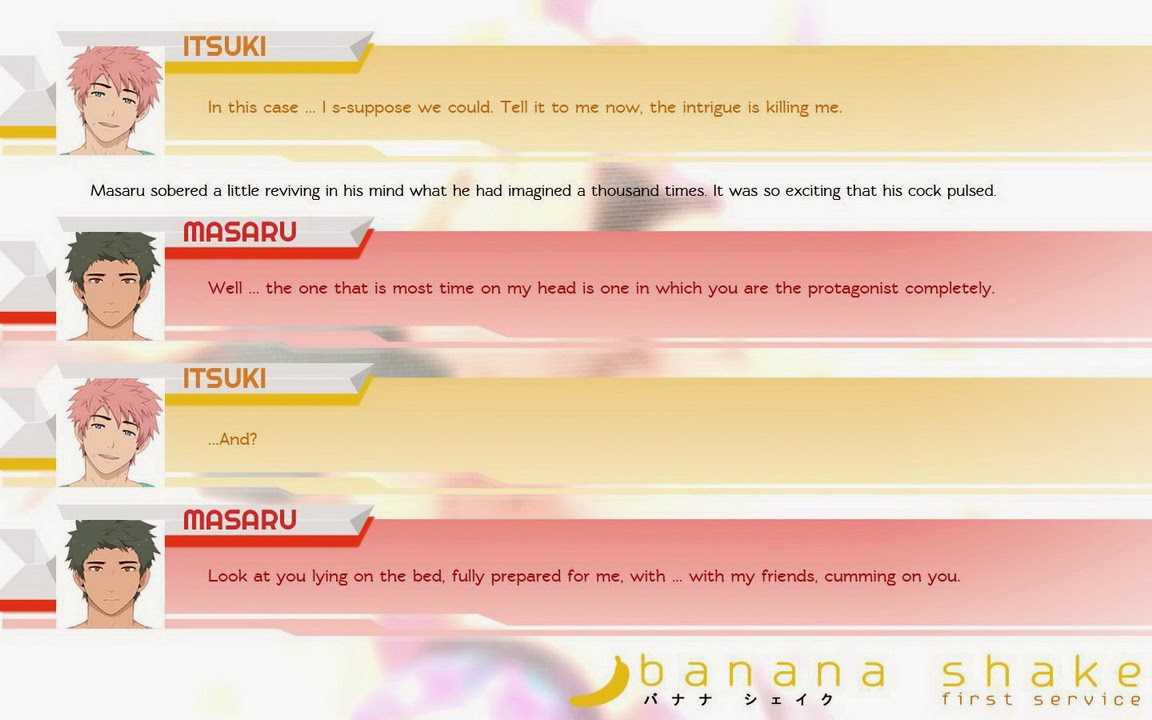 ITSUKI
In this case ... I s-suppose we could. Tell it to me now, the intrigue is killing me.
Masaru sobered a little reviving in his mind what he had imagined a thousand times. It was so exciting that his cock pulsed.
MASARU
Well ... the one that is most time on my head is one in which you are the protagonist completely.
ITSUKI
...And?
MASARU
Look at you lying on the bed, fully prepared for me, with ... with my friends, cumming on you.
banana shake
バナナ シェイク first service